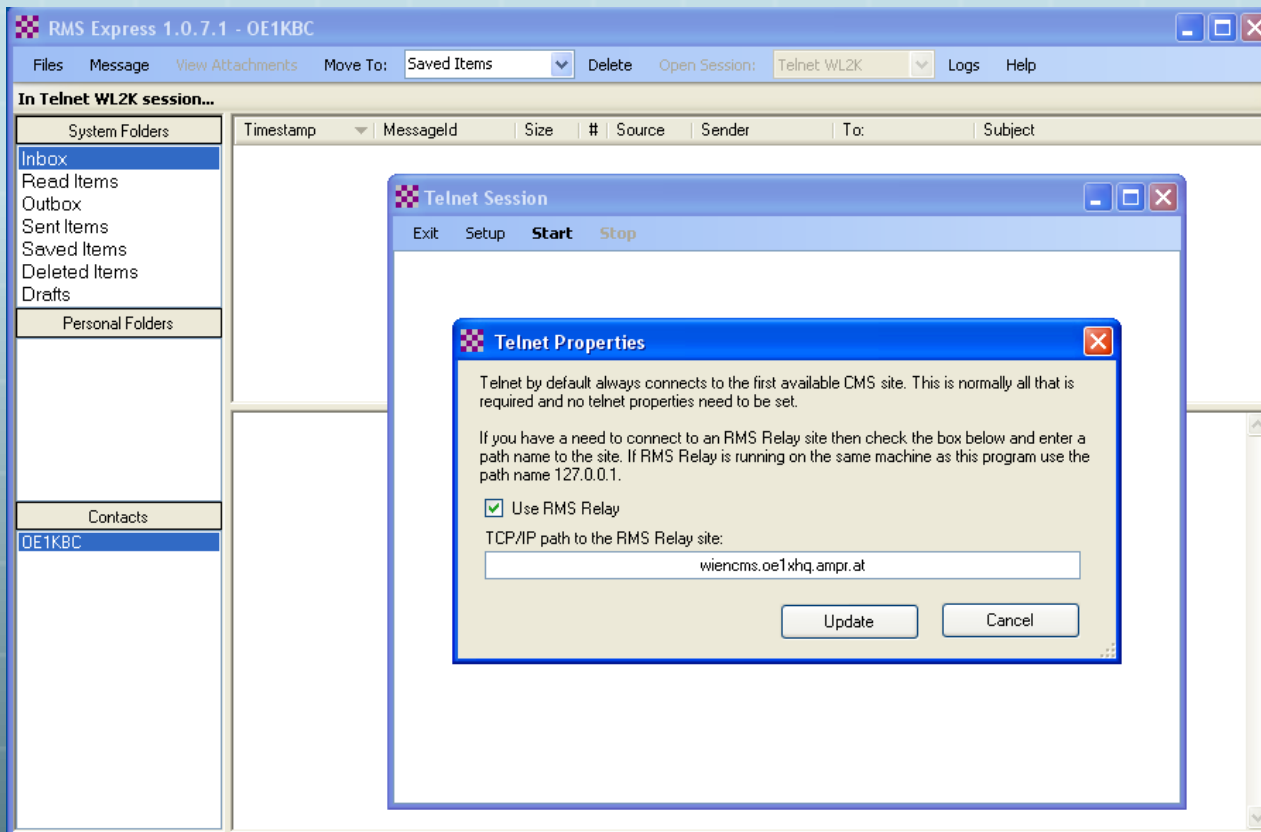 RMS Express 1.0.7.1 - OE1KBC
Files Message View Attachments Move To: Saved Items Delete Open Session: Telnet WL2K Logs Help
In Telnet WL2K session...
System Folders
Inbox
Read Items
Outbox
Sent Items
Saved Items
Deleted Items
Drafts
Personal Folders
Contacts
OE1KBC
Timestamp MessageId Size # Source Sender To: Subject
Telnet Session
Exit Setup Start Stop
Telnet Properties
Telnet by default always connects to the first available CMS site. This is normally all that is
required and no telnet properties need to be set.
If you have a need to connect to an RMS Relay site then check the box below and enter a
path name to the site. If RMS Relay is running on the same machine as this program use the
path name 127.0.0.1.
Use RMS Relay
TCP/IP path to the RMS Relay site:
wiencms.oe1xhq.ampr.at
Update Cancel